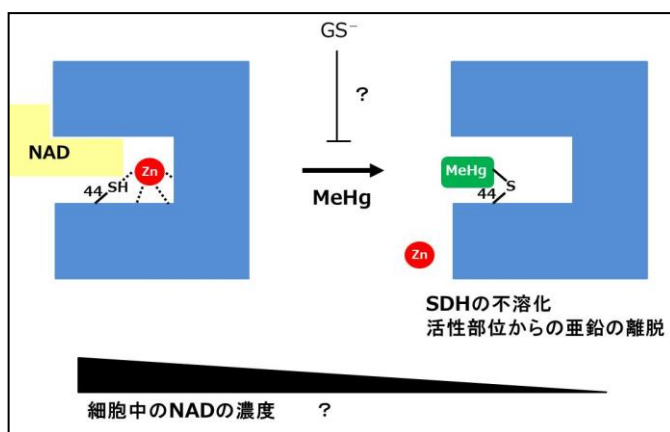 GS⁻
?
NAD
Zn
44
SH
MeHg
MeHg
44
S
Zn
SDHの不溶化
活性部位からの亜鉛の離脱
細胞中のNADの濃度 ?